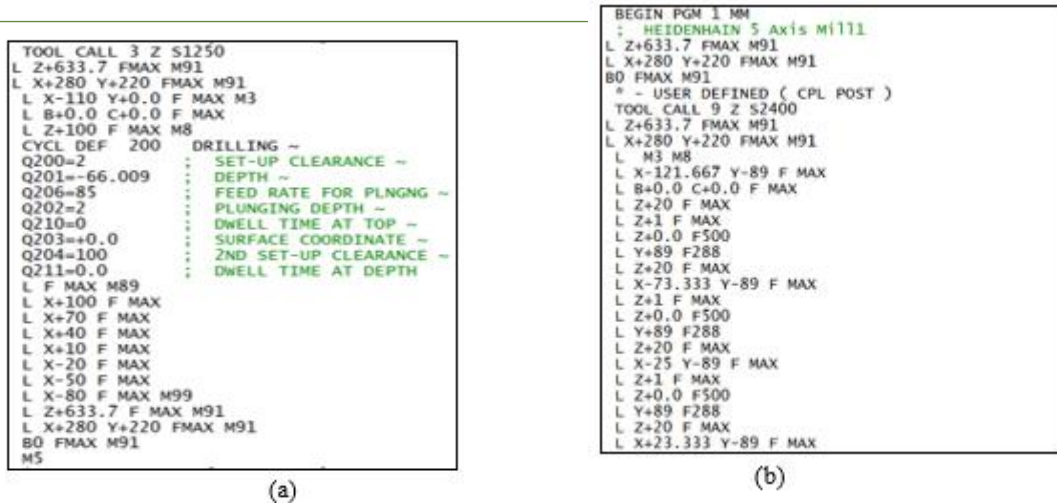 TOOL CALL 3 Z S1250
L Z+633.7 FMAX M91
L X+280 Y+220 FMAX M91
L X-110 Y+0.0 F MAX M3
L B+0.0 C+0.0 F MAX
L Z+100 F MAX M8
CYCL DEF 200 DRILLING ~
Q200=2 ; SET-UP CLEARANCE ~
Q201=-66.009 ; DEPTH ~
Q206=85 ; FEED RATE FOR PLNGNG ~
Q202=2 ; PLUNGING DEPTH ~
Q210=0 ; DWELL TIME AT TOP ~
Q203=+0.0 ; SURFACE COORDINATE ~
Q204=100 ; 2ND SET-UP CLEARANCE ~
Q211=0.0 ; DWELL TIME AT DEPTH
L F MAX M89
L X+100 F MAX
L X+70 F MAX
L X+40 F MAX
L X+10 F MAX
L X-20 F MAX
L X-50 F MAX
L X-80 F MAX M99
L Z+633.7 F MAX M91
L X+280 Y+220 FMAX M91
B0 FMAX M91
M5
(a)
BEGIN PGM 1 MM
; HEIDENHAIN 5 Axis Mill1
L Z+633.7 FMAX M91
L X+280 Y+220 FMAX M91
B0 FMAX M91
* - USER DEFINED ( CPL POST )
TOOL CALL 9 Z S2400
L Z+633.7 FMAX M91
L X+280 Y+220 FMAX M91
L M3 M8
L X-121.667 Y-89 F MAX
L B+0.0 C+0.0 F MAX
L Z+20 F MAX
L Z+1 F MAX
L Z+0.0 F500
L Y+89 F288
L Z+20 F MAX
L X-73.333 Y-89 F MAX
L Z+1 F MAX
L Z+0.0 F500
L Y+89 F288
L Z+20 F MAX
L X-25 Y-89 F MAX
L Z+1 F MAX
L Z+0.0 F500
L Y+89 F288
L Z+20 F MAX
L X+23.333 Y-89 F MAX
(b)